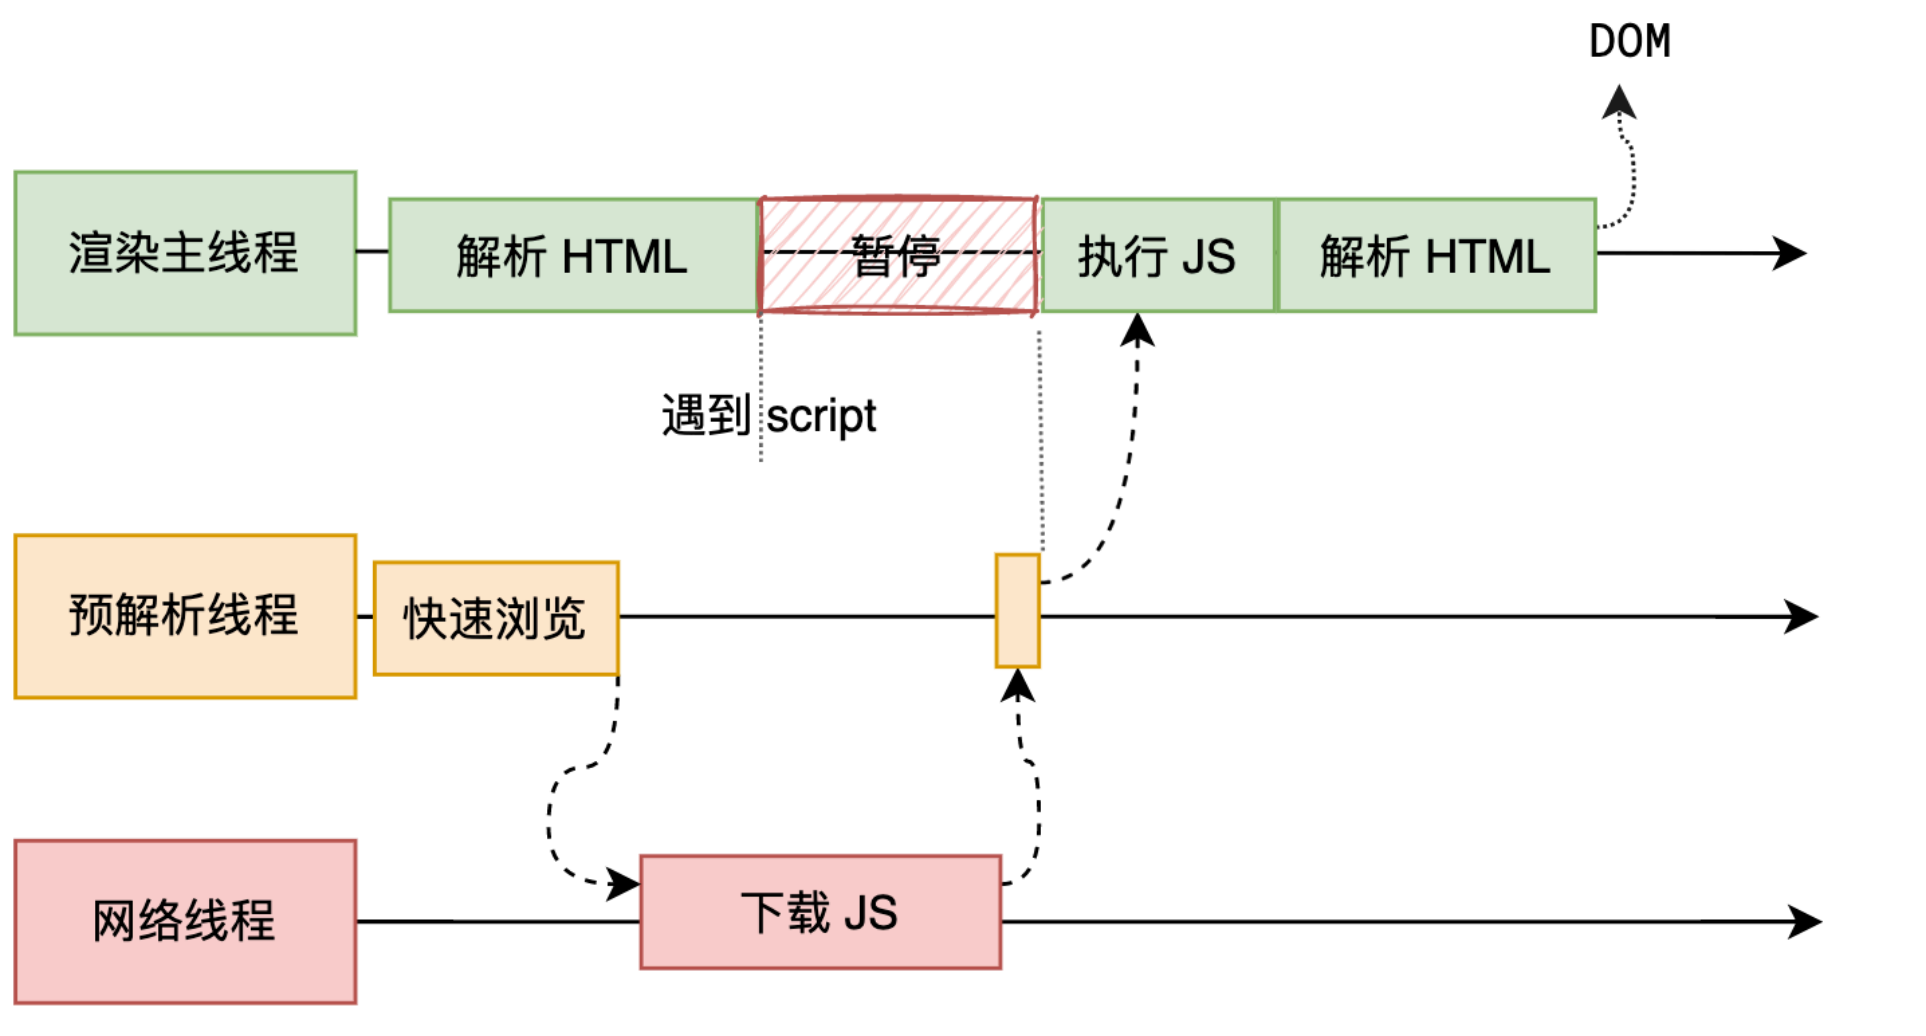 DOM
渲染主线程
解析 HTML
暂停
执行 JS
解析 HTML
遇到 script
预解析线程
快速浏览
网络线程
下载 JS